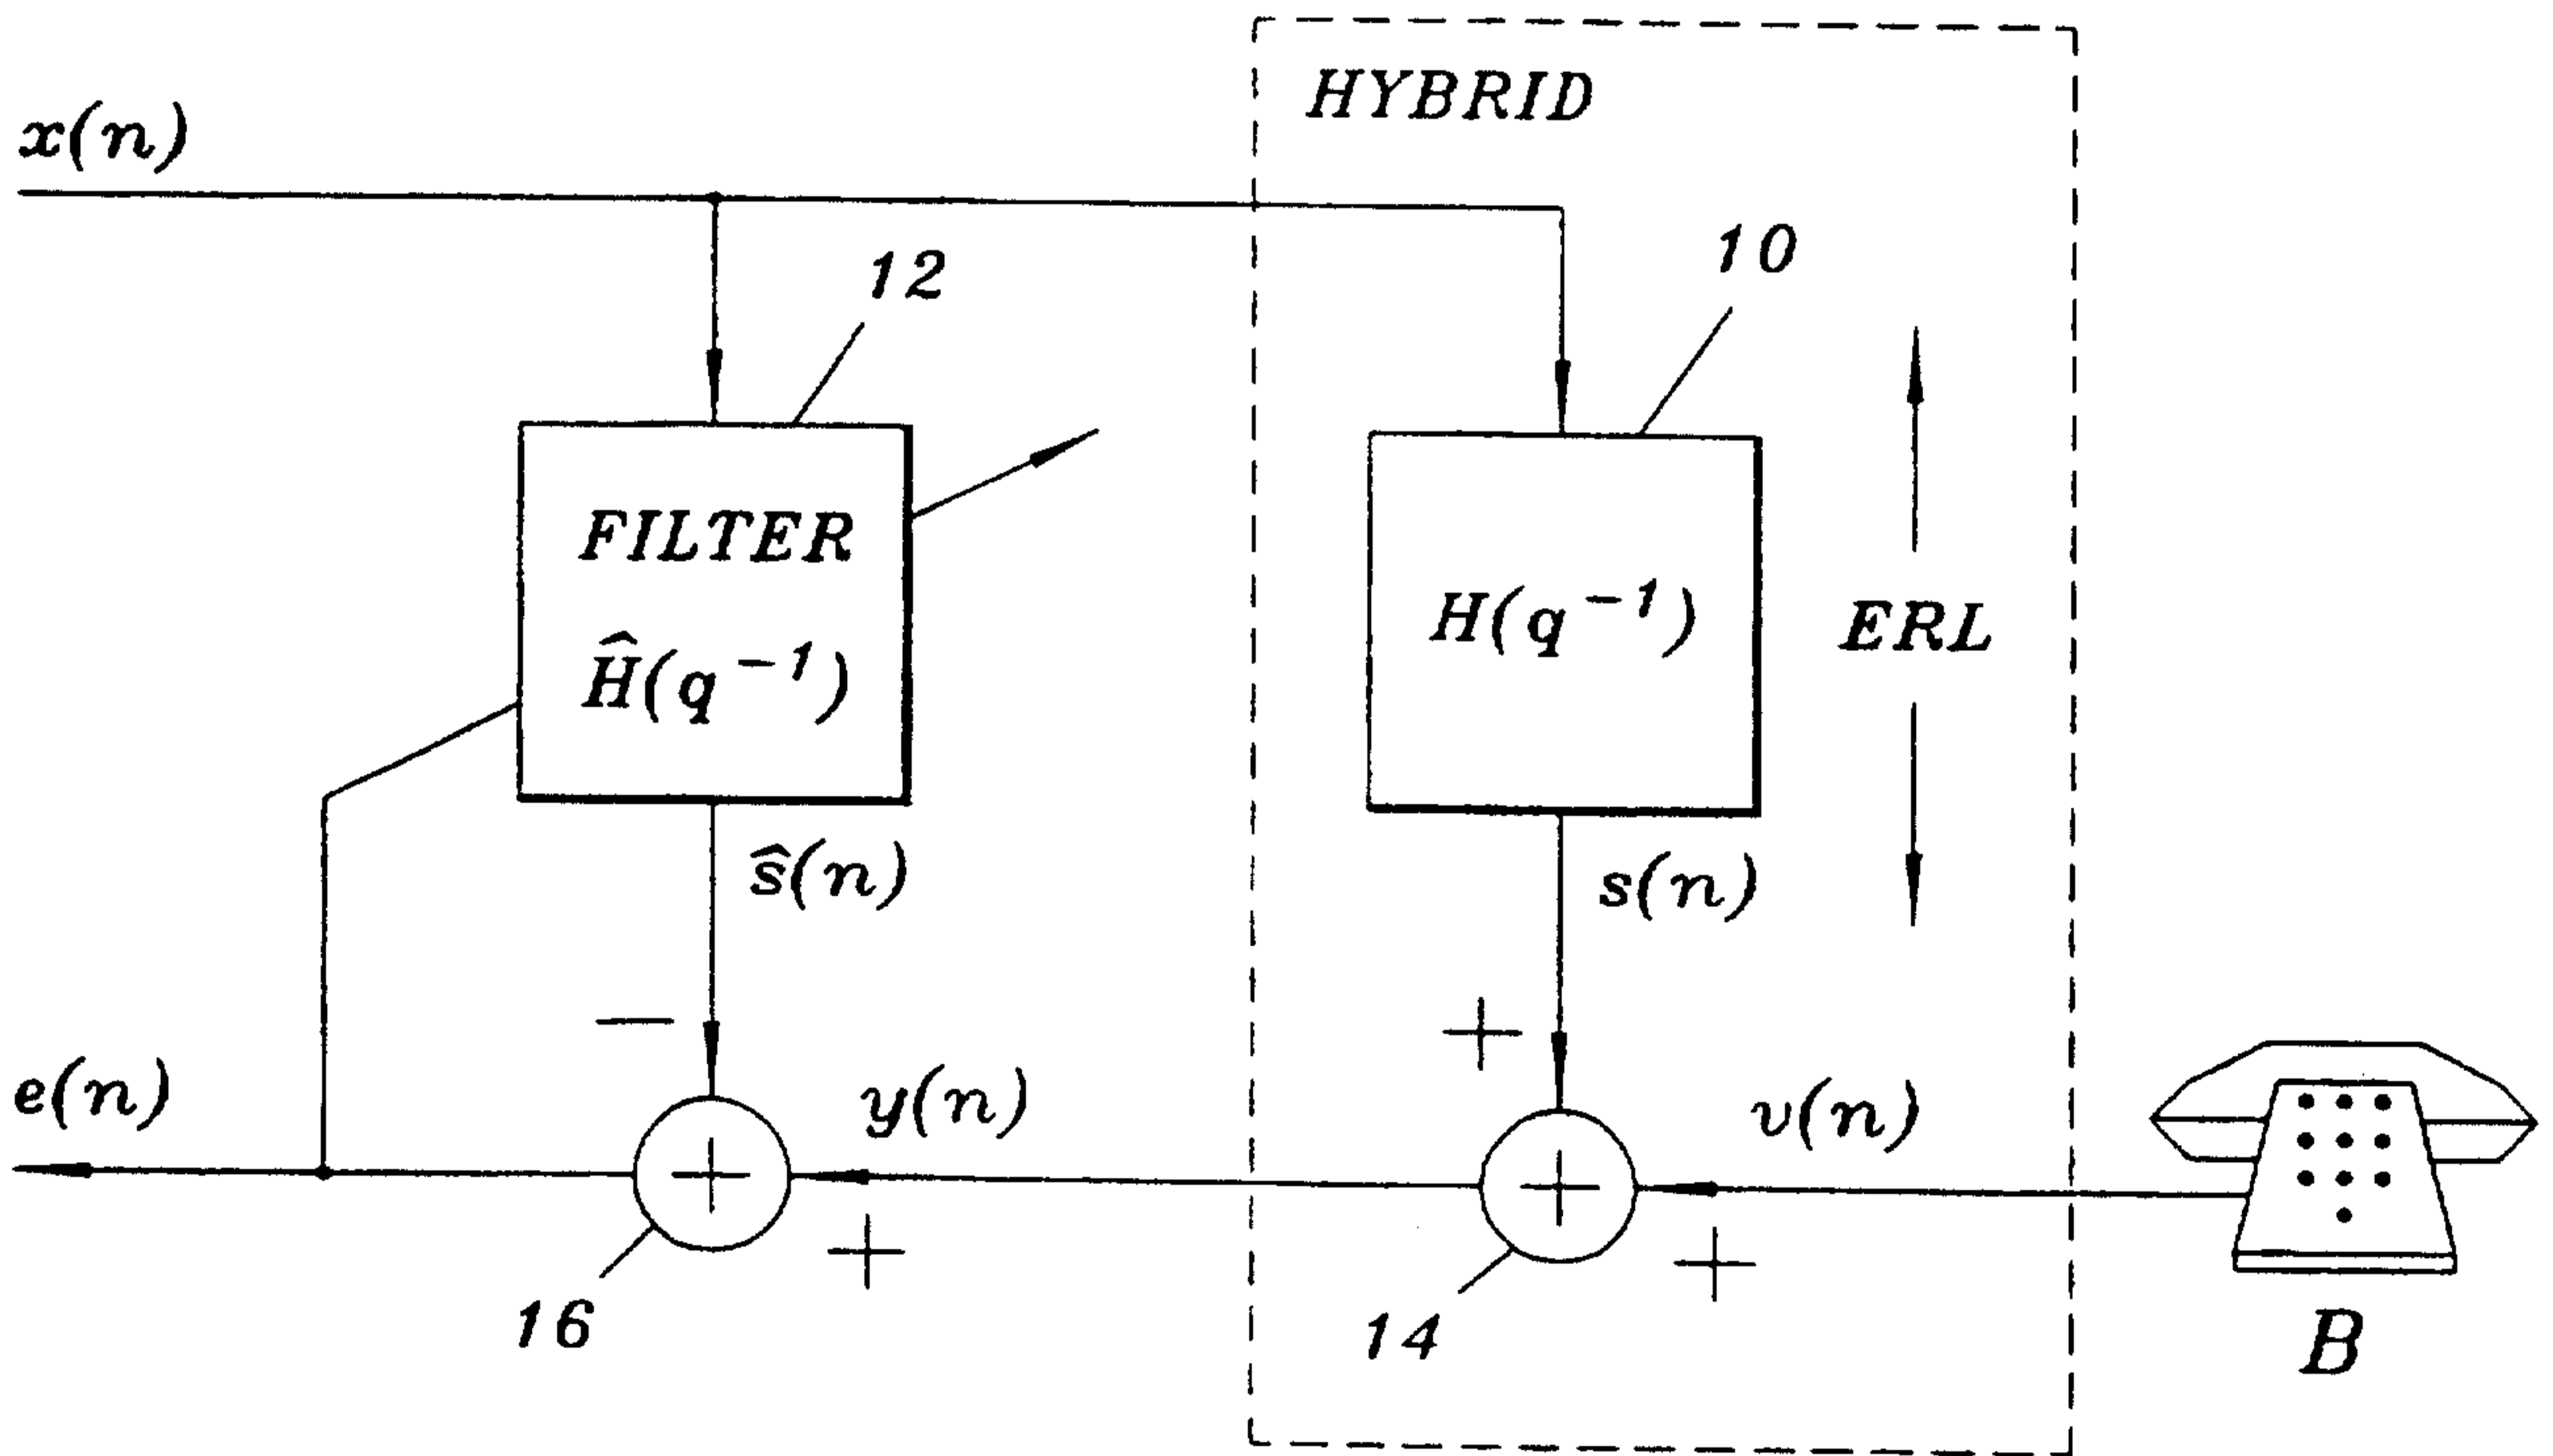 HYBRID
x(n)
12
10
FILTER
Ĥ(q⁻¹)
H(q⁻¹)
ERL
ŝ(n)
s(n)
−
+
e(n)
y(n)
v(n)
+
+
+
+
16
14
B